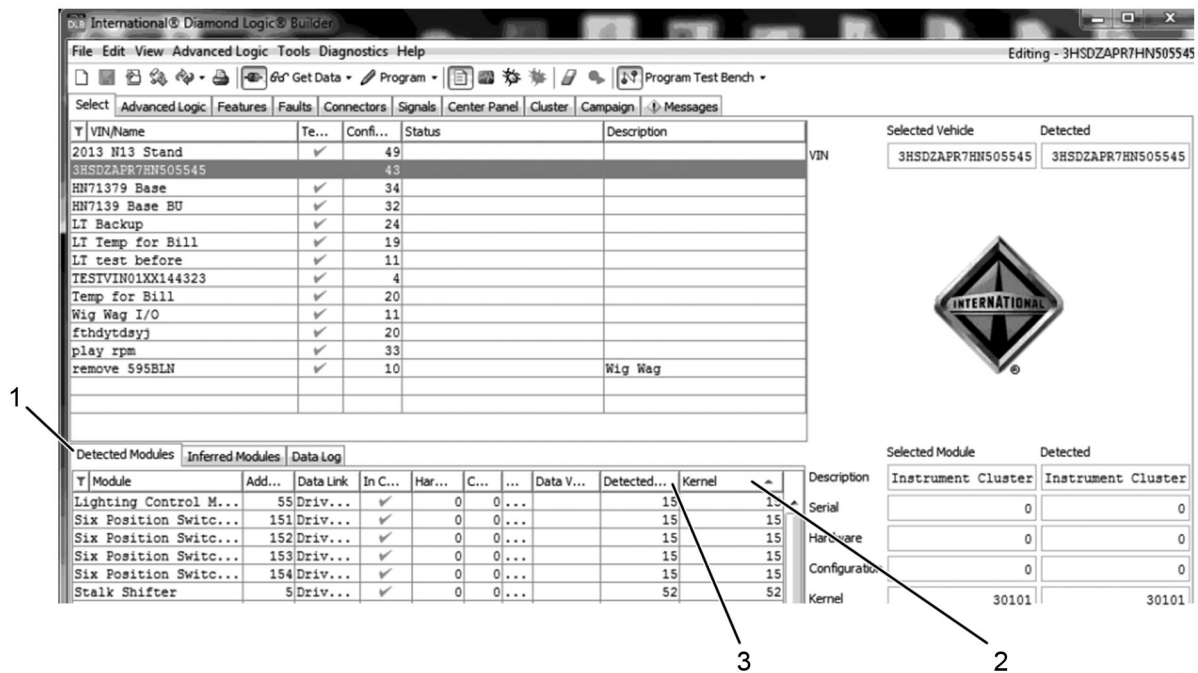 International® Diamond Logic® Builder
File Edit View Advanced Logic Tools Diagnostics Help Editing - 3HSDZAPR7HN505545
Get Data Program Program Test Bench
Select Advanced Logic Features Faults Connectors Signals Center Panel Cluster Campaign Messages
VIN/Name Te... Confi... Status Description Selected Vehicle Detected
2013 N13 Stand 49
VIN 3HSDZAPR7HN505545 3HSDZAPR7HN505545
3HSDZAPR7HN505545 43
HN71379 Base 34
HN7139 Base BU 32
LT Backup 24
LT Temp for Bill 19
LT test before 11
TESTVIN01XX144323 4
Temp for Bill 20
Wig Wag I/O 11
fthdytdsyj 20
play rpm 33
remove 595BLN 10 Wig Wag
INTERNATIONAL
®
1
Detected Modules Inferred Modules Data Log Selected Module Detected
Module Add... Data Link In C... Har... C... ... Data V... Detected... Kernel
Description Instrument Cluster Instrument Cluster
Lighting Control M... 55 Driv... 0 0 ... 15 15
Serial 0 0
Six Position Switc... 151 Driv... 0 0 ... 15 15
Six Position Switc... 152 Driv... 0 0 ... 15 15
Hardware 0 0
Six Position Switc... 153 Driv... 0 0 ... 15 15
Six Position Switc... 154 Driv... 0 0 ... 15 15
Configuration 0 0
Stalk Shifter 5 Driv... 0 0 ... 52 52
Kernel 30101 30101
3 2